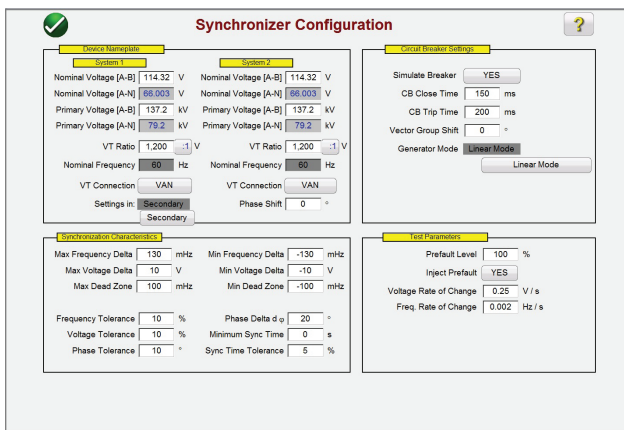 Synchronizer Configuration
?
Device Nameplate
System 1
System 2
Nominal Voltage [A-B] 114.32 V
Nominal Voltage [A-B] 114.32 V
Nominal Voltage [A-N] 66.003 V
Nominal Voltage [A-N] 66.003 V
Primary Voltage [A-B] 137.2 kV
Primary Voltage [A-B] 137.2 kV
Primary Voltage [A-N] 79.2 kV
Primary Voltage [A-N] 79.2 kV
VT Ratio 1,200 :1 V
VT Ratio 1,200 :1 V
Nominal Frequency 60 Hz
Nominal Frequency 60 Hz
VT Connection VAN
VT Connection VAN
Settings in: Secondary
Phase Shift 0 °
Secondary
Circuit Breaker Settings
Simulate Breaker YES
CB Close Time 150 ms
CB Trip Time 200 ms
Vector Group Shift 0 °
Generator Mode Linear Mode
Linear Mode
Synchronization Characteristics
Max Frequency Delta 130 mHz
Min Frequency Delta -130 mHz
Max Voltage Delta 10 V
Min Voltage Delta -10 V
Max Dead Zone 100 mHz
Min Dead Zone -100 mHz
Frequency Tolerance 10 %
Phase Delta d φ 20 °
Voltage Tolerance 10 %
Minimum Sync Time 0 s
Phase Tolerance 10 °
Sync Time Tolerance 5 %
Test Parameters
Prefault Level 100 %
Inject Prefault YES
Voltage Rate of Change 0.25 V / s
Freq. Rate of Change 0.002 Hz / s